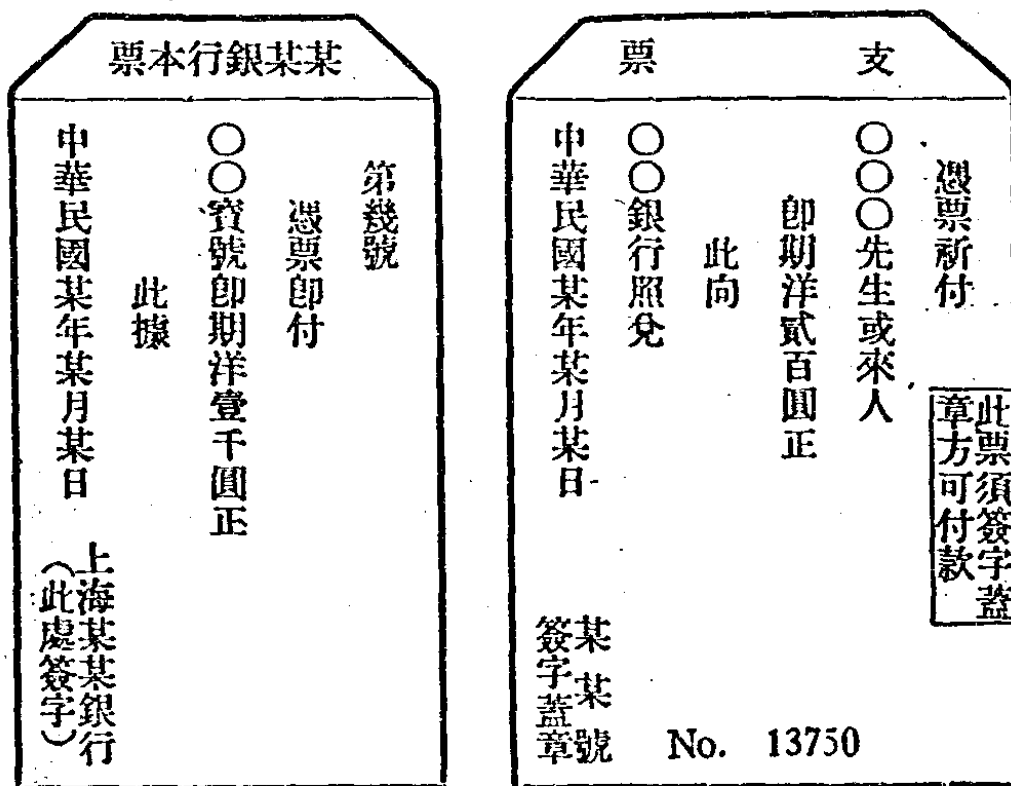 支票
憑票祈付
○○○先生或來人
卽期洋貳百圓正
此向
○○銀行照兌
中華民國某年某月某日
某某號
簽字蓋章
此票須簽字蓋
章方可付款
No. 13750
某某銀行本票
第幾號
憑票卽付
○○寶號卽期洋壹千圓正
此據
中華民國某年某月某日
上海某某銀行
（此處簽字）